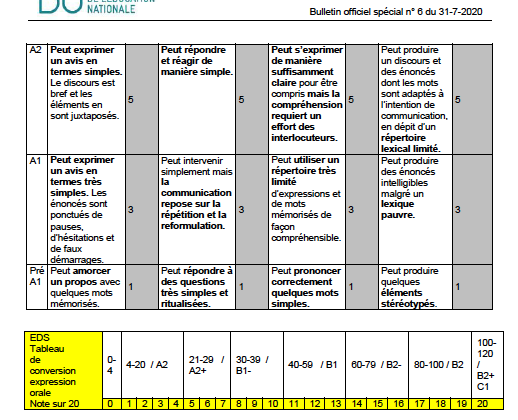 DE L'ÉDUCATION
NATIONALE
Bulletin officiel spécial n° 6 du 31-7-2020
A2
Peut exprimer
un avis en
termes simples.
Le discours est
bref et les
éléments en
sont juxtaposés.
5
Peut répondre
et réagir de
manière simple.
5
Peut s'exprimer
de manière
suffisamment
claire pour être
compris mais la
compréhension
requiert un
effort des
interlocuteurs.
5
Peut produire
un discours et
des énoncés
dont les mots
sont adaptés à
l'intention de
communication,
en dépit d'un
répertoire
lexical limité.
5
A1
Peut exprimer
un avis en
termes très
simples. Les
énoncés sont
ponctués de
pauses,
d'hésitations et
de faux
démarrages.
3
Peut intervenir
simplement mais
la
communication
repose sur la
répétition et la
reformulation.
3
Peut utiliser un
répertoire très
limité
d'expressions et
de mots
mémorisés de
façon
compréhensible.
3
Peut produire
des énoncés
intelligibles
malgré un
lexique
pauvre.
3
Pré
A1
Peut amorcer
un propos avec
quelques mots
mémorisés.
1
Peut répondre à
des questions
très simples et
ritualisées.
1
Peut prononcer
correctement
quelques mots
simples.
1
Peut produire
quelques
éléments
stéréotypés.
1
EDS
Tableau
de
conversion
expression
orale
0-
4
4-20 / A2
21-29 /
A2+
30-39 /
B1-
40-59 / B1
60-79 / B2-
80-100 / B2
100-
120
/
B2+
C1
Note sur 20 0 1 2 3 4 5 6 7 8 9 10 11 12 13 14 15 16 17 18 19 20